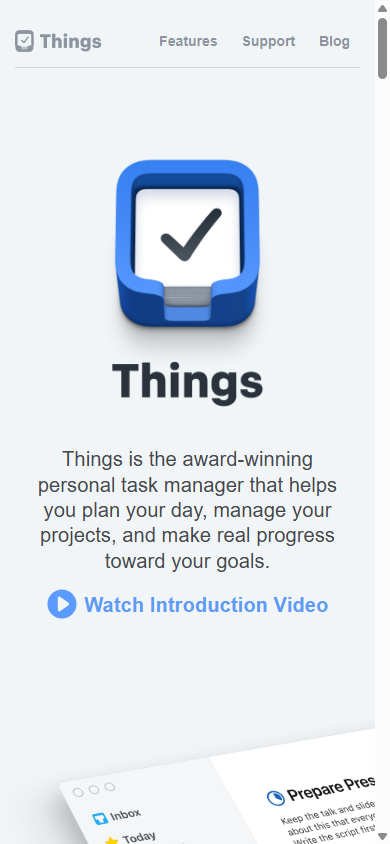 Things
Features
Support
Blog
Things
Things is the award-winning
personal task manager that helps
you plan your day, manage your
projects, and make real progress
toward your goals.
Watch Introduction Video
Inbox
Today
Prepare Pres
Keep the talk and slide
about this that every
Write the script first